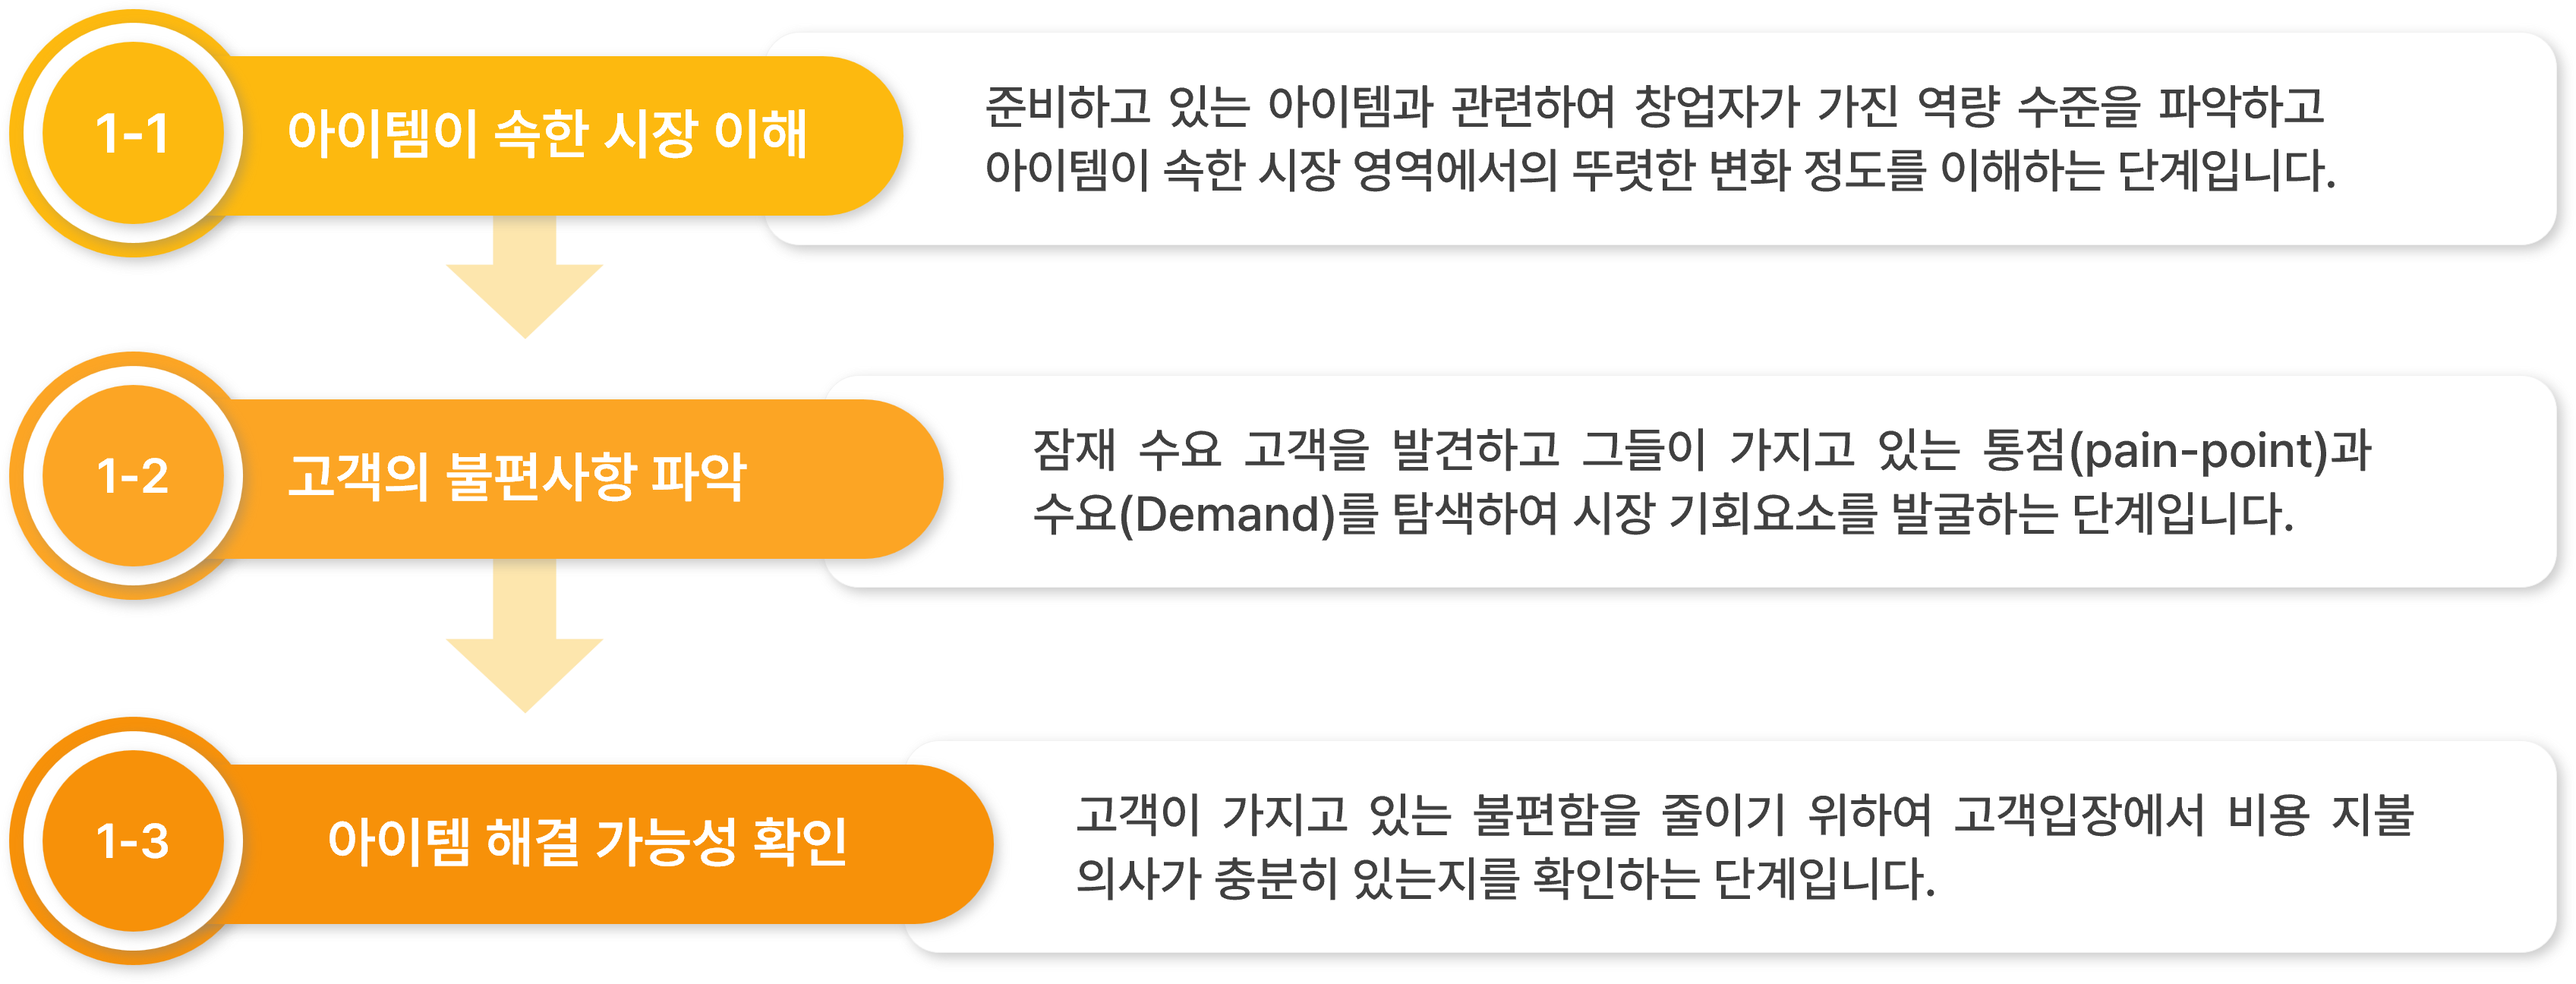 1-1
아이템이 속한 시장 이해
준비하고 있는 아이템과 관련하여 창업자가 가진 역량 수준을 파악하고
아이템이 속한 시장 영역에서의 뚜렷한 변화 정도를 이해하는 단계입니다.
1-2
고객의 불편사항 파악
잠재 수요 고객을 발견하고 그들이 가지고 있는 통점(pain-point)과
수요(Demand)를 탐색하여 시장 기회요소를 발굴하는 단계입니다.
1-3
아이템 해결 가능성 확인
고객이 가지고 있는 불편함을 줄이기 위하여 고객입장에서 비용 지불
의사가 충분히 있는지를 확인하는 단계입니다.